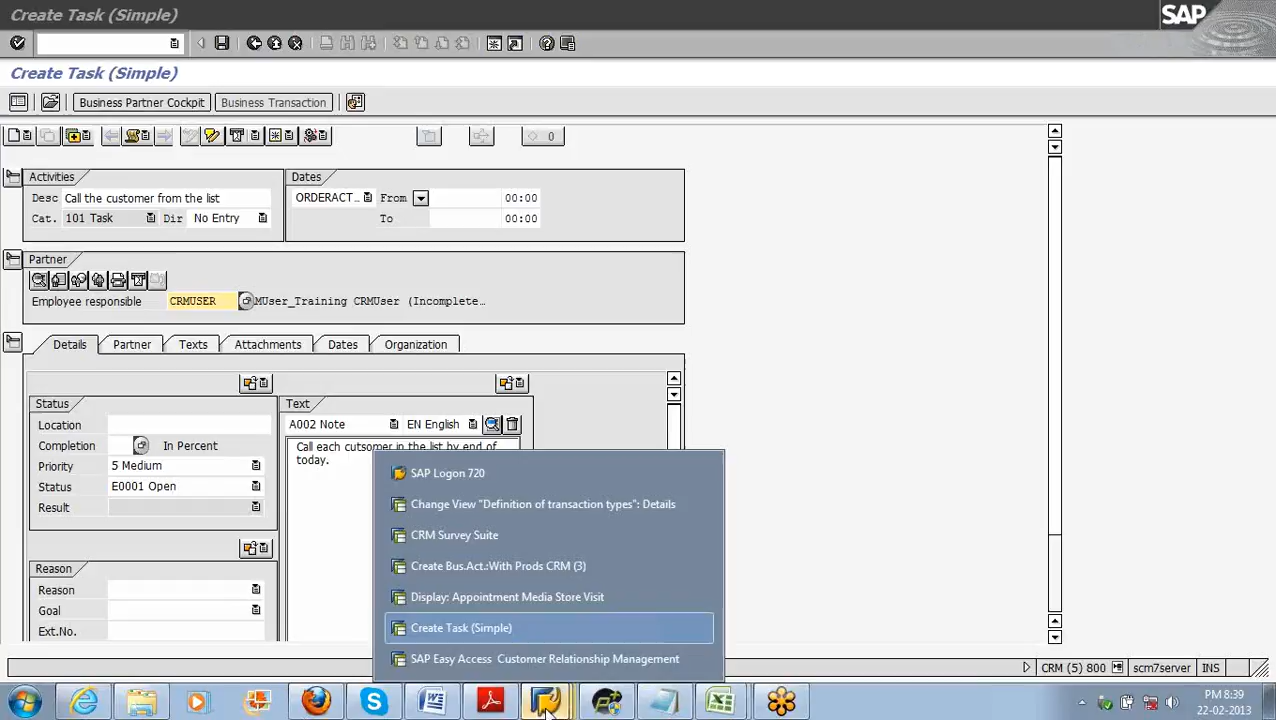 Create Task (Simple)
SAP
Create Task (Simple)
Business Partner Cockpit Business Transaction
0
Activities Dates
Desc Call the customer from the list ORDERACT... From 00:00
Cat. 101 Task Dir No Entry To 00:00
Partner
Employee responsible CRMUSER MUser_Training CRMUser (Incomplete...
Details Partner Texts Attachments Dates Organization
Status Text
Location A002 Note EN English
Completion In Percent Call each cutsomer in the list by end of
Priority 5 Medium today.
Status E0001 Open
Result
Reason
Reason
Goal
Ext.No.
SAP Logon 720
Change View "Definition of transaction types": Details
CRM Survey Suite
Create Bus.Act.:With Prods CRM (3)
Display: Appointment Media Store Visit
Create Task (Simple)
SAP Easy Access Customer Relationship Management
CRM (5) 800 scm7server INS
PM 8:39
22-02-2013